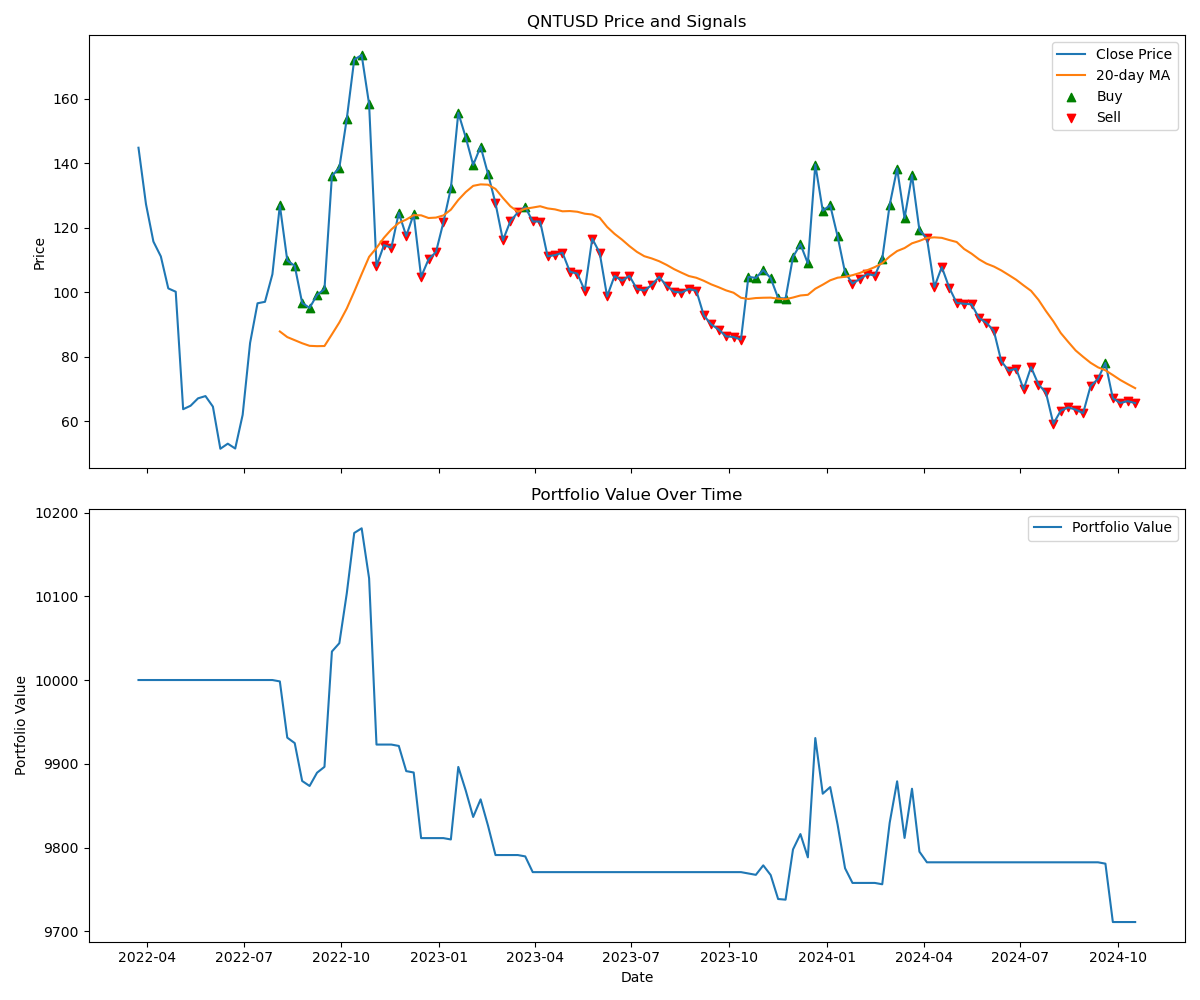 QNTUSD Price and Signals
Close Price
20-day MA
Buy
Sell
Price
160
140
120
100
80
60
Portfolio Value Over Time
Portfolio Value
Portfolio Value
10200
10100
10000
9900
9800
9700
2022-04 2022-07 2022-10 2023-01 2023-04 2023-07 2023-10 2024-01 2024-04 2024-07 2024-10
Date